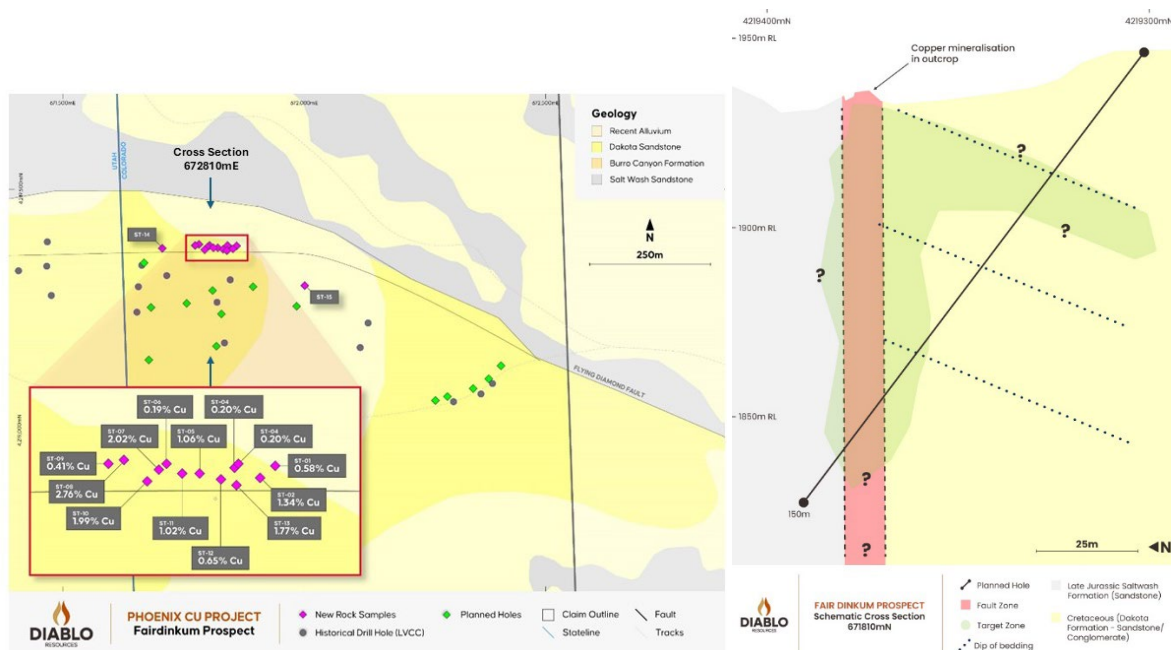 671,500mE
672,000mE
672,500mE
UTAH
COLORADO
Cross Section
672810mE
Geology
Recent Alluvium
Dakota Sandstone
Burro Canyon Formation
Salt Wash Sandstone
N
250m
ST-14
ST-15
FLYING DIAMOND FAULT
ST-06
0.19% Cu
ST-04
0.20% Cu
ST-07
2.02% Cu
ST-05
1.06% Cu
ST-04
0.20% Cu
ST-09
0.41% Cu
ST-01
0.58% Cu
2.76% Cu
ST-02
1.34% Cu
ST-10
1.99% Cu
ST-11
1.02% Cu
ST-13
1.77% Cu
ST-12
0.65% Cu
DIABLO
RESOURCES
PHOENIX CU PROJECT
Fairdinkum Prospect
New Rock Samples
Historical Drill Hole (LVCC)
Planned Holes
Claim Outline
Stateline
Fault
Tracks
4219400mN
4219300mN
1950m RL
Copper mineralisation
in outcrop
?
?
1900m RL
?
1850m RL
?
150m
?
25m
N
DIABLO
RESOURCES
FAIR DINKUM PROSPECT
Schematic Cross Section
671810mN
Planned Hole
Fault Zone
Target Zone
Dip of bedding
Late Jurassic Saltwash
Formation (Sandstone)
Cretaceous (Dakota
Formation - Sandstone/
Conglomerate)